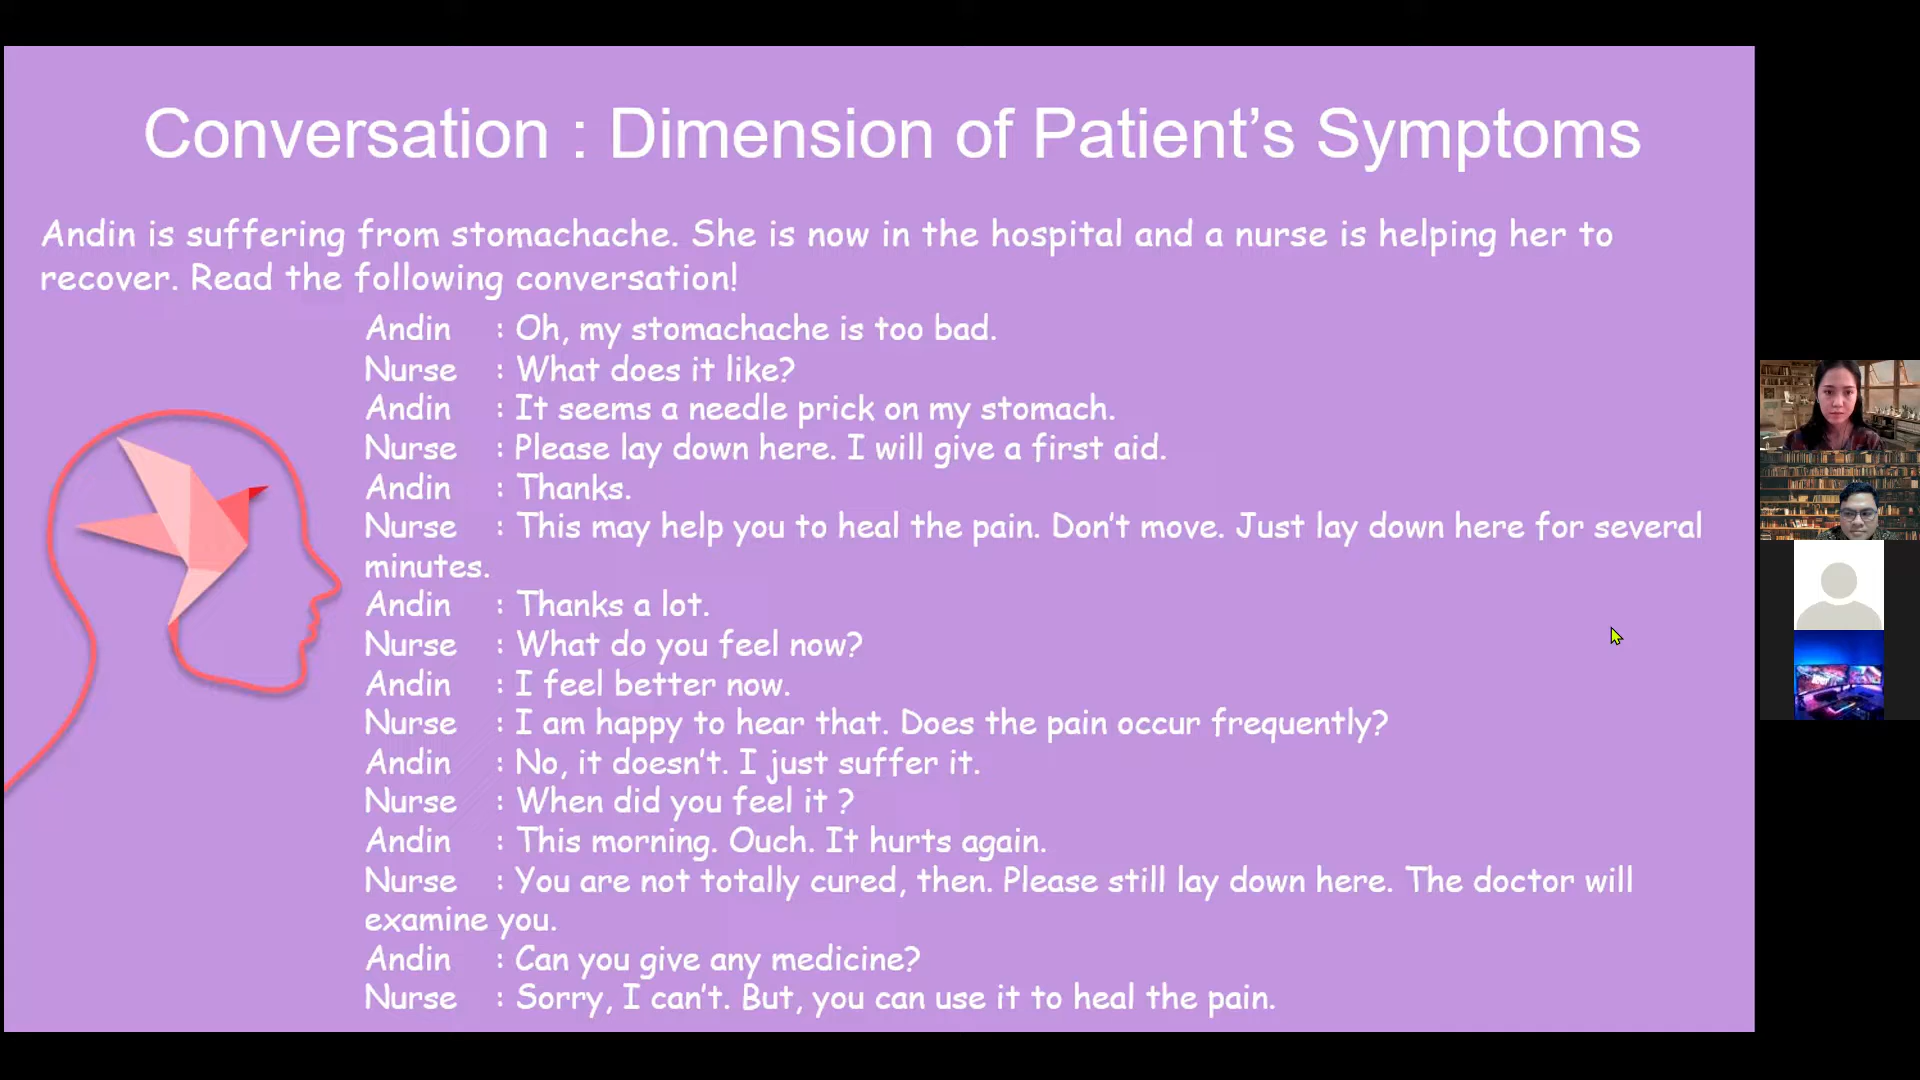 Conversation : Dimension of Patient’s Symptoms
Andin is suffering from stomachache. She is now in the hospital and a nurse is helping her to
recover. Read the following conversation!
Andin : Oh, my stomachache is too bad.
Nurse : What does it like?
Andin : It seems a needle prick on my stomach.
Nurse : Please lay down here. I will give a first aid.
Andin : Thanks.
Nurse : This may help you to heal the pain. Don’t move. Just lay down here for several
minutes.
Andin : Thanks a lot.
Nurse : What do you feel now?
Andin : I feel better now.
Nurse : I am happy to hear that. Does the pain occur frequently?
Andin : No, it doesn’t. I just suffer it.
Nurse : When did you feel it ?
Andin : This morning. Ouch. It hurts again.
Nurse : You are not totally cured, then. Please still lay down here. The doctor will
examine you.
Andin : Can you give any medicine?
Nurse : Sorry, I can’t. But, you can use it to heal the pain.